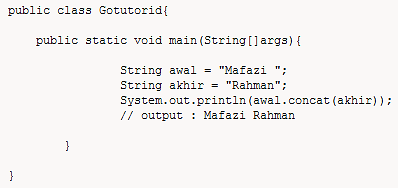 public class Gotutorid{
public static void main(String[]args){
String awal = "Mafazi ";
String akhir = "Rahman";
System.out.println(awal.concat(akhir));
// output : Mafazi Rahman
}
}